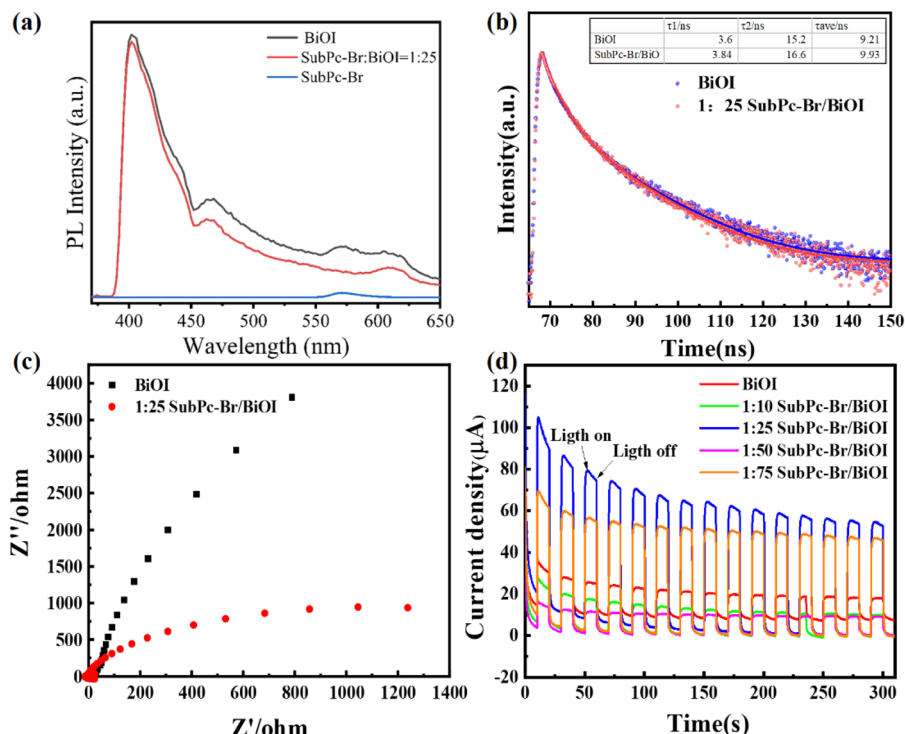 (a)
BiOI
SubPc-Br:BiOI=1:25
SubPc-Br
PL Intensity (a.u.)
400 450 500 550 600 650
Wavelength (nm)
(b)
τ1/ns τ2/ns τave/ns
BiOI 3.6 15.2 9.21
SubPc-Br/BiO 3.84 16.6 9.93
BiOI
1: 25 SubPc-Br/BiOI
Intensity(a.u.)
70 80 90 100 110 120 130 140 150
Time(ns)
(c)
BiOI
1:25 SubPc-Br/BiOI
4000
3500
3000
2500
2000
1500
1000
500
0
Z''/ohm
0 200 400 600 800 1000 1200 1400
Z'/ohm
(d)
BiOI
1:10 SubPc-Br/BiOI
1:25 SubPc-Br/BiOI
1:50 SubPc-Br/BiOI
1:75 SubPc-Br/BiOI
Ligth on
Ligth off
120
100
80
60
40
20
0
-20
Current density(μA)
0 50 100 150 200 250 300
Time(s)